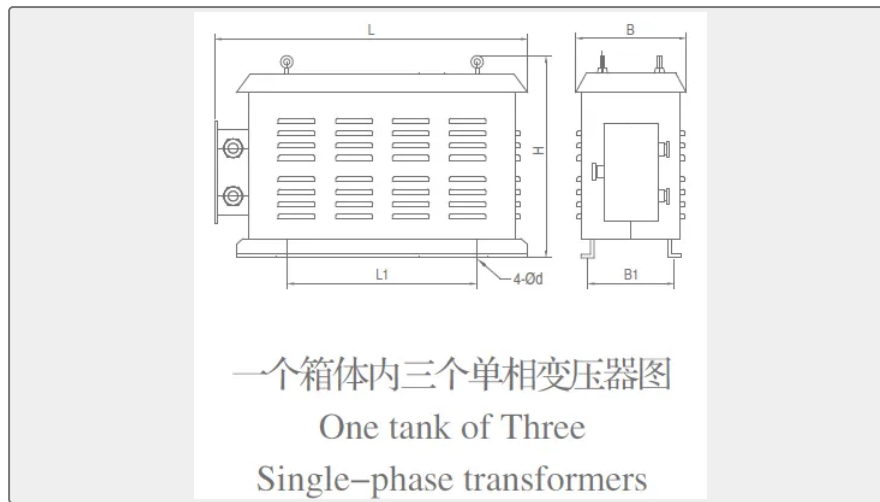 L
B
H
L1
4-Ød
B1
一个箱体内三个单相变压器图
One tank of Three
Single-phase transformers